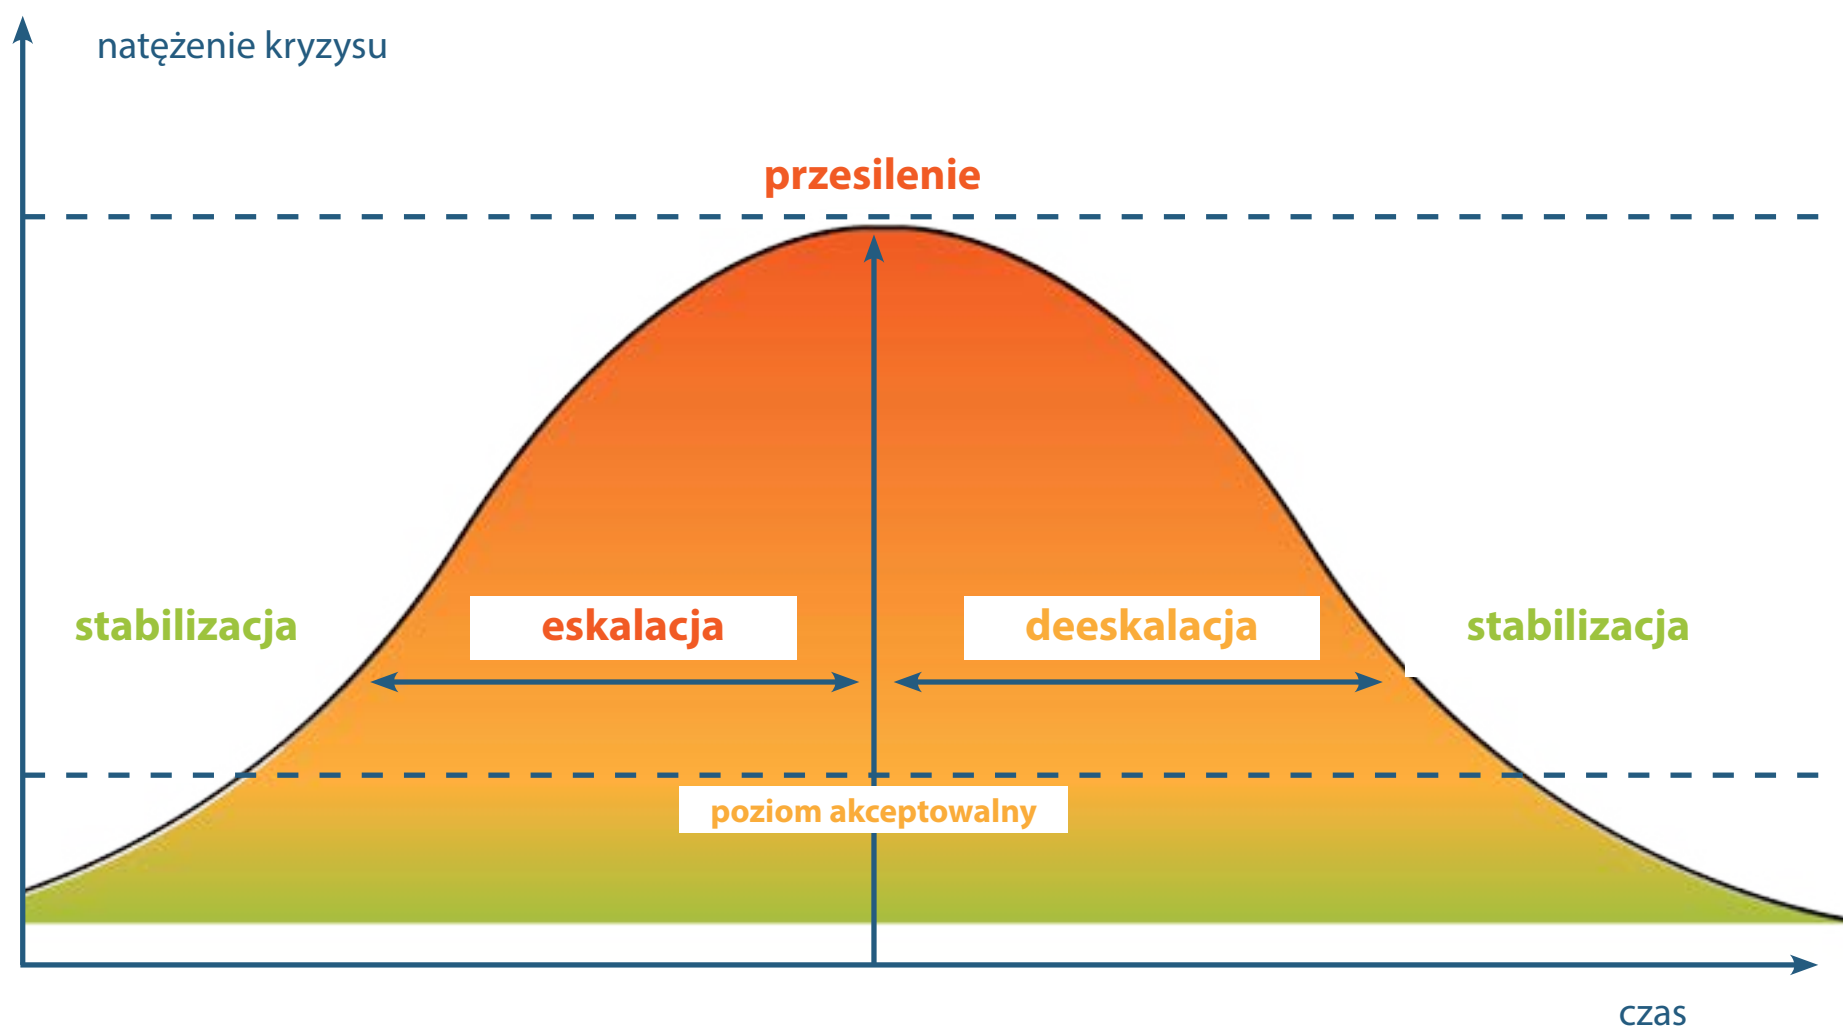 natężenie kryzysu
przesilenie
stabilizacja
eskalacja
deeskalacja
stabilizacja
poziom akceptowalny
czas